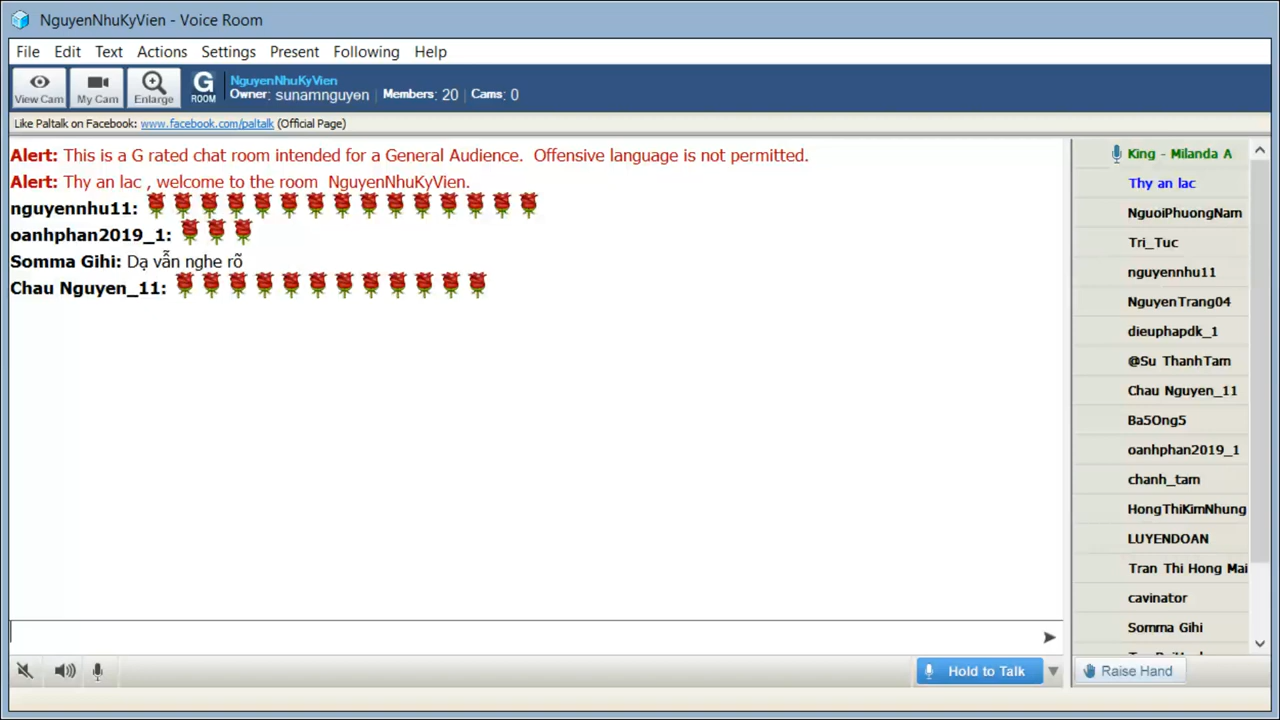 NguyenNhuKyVien - Voice Room
File Edit Text Actions Settings Present Following Help
View Cam My Cam Enlarge G ROOM
NguyenNhuKyVien
Owner: sunamnguyen Members: 20 Cams: 0
Like Paltalk on Facebook: www.facebook.com/paltalk (Official Page)
Alert: This is a G rated chat room intended for a General Audience. Offensive language is not permitted.
Alert: Thy an lac , welcome to the room NguyenNhuKyVien.
nguyennhu11:
oanhphan2019_1:
Somma Gihi: Dạ vẫn nghe rõ
Chau Nguyen_11:
King - Milanda A
Thy an lac
NguoiPhuongNam
Tri_Tuc
nguyennhu11
NguyenTrang04
dieuphapdk_1
@Su ThanhTam
Chau Nguyen_11
Ba5Ong5
oanhphan2019_1
chanh_tam
HongThiKimNhung
LUYENDOAN
Tran Thi Hong Mai
cavinator
Somma Gihi
Hold to Talk
Raise Hand